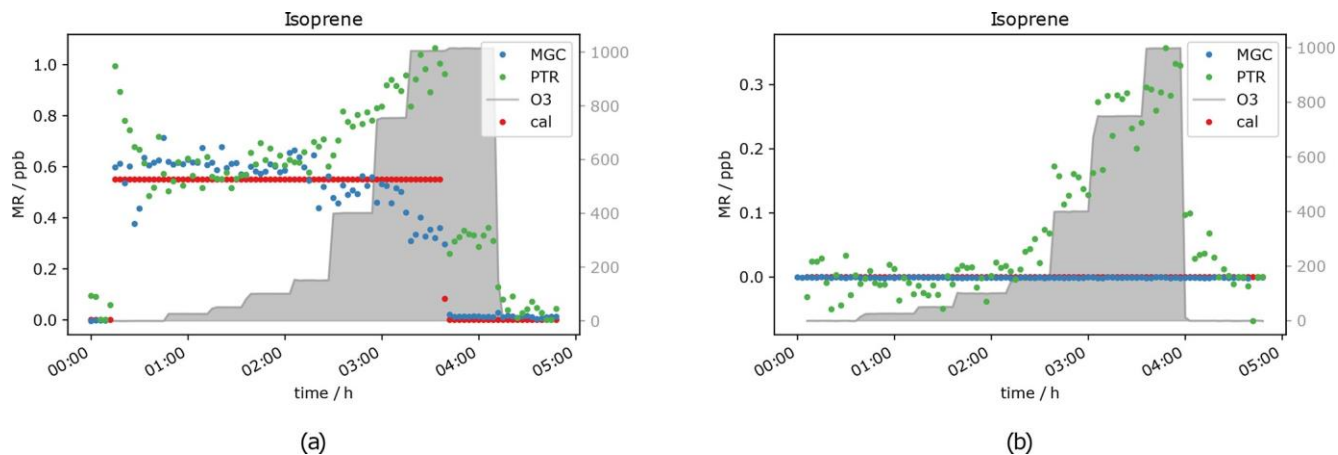 Isoprene
MR / ppb
1.0
0.8
0.6
0.4
0.2
0.0
1000
800
600
400
200
0
MGC
PTR
O3
cal
00:00
01:00
02:00
03:00
04:00
05:00
time / h
(a)
Isoprene
MR / ppb
0.3
0.2
0.1
0.0
1000
800
600
400
200
0
MGC
PTR
O3
cal
00:00
01:00
02:00
03:00
04:00
05:00
time / h
(b)